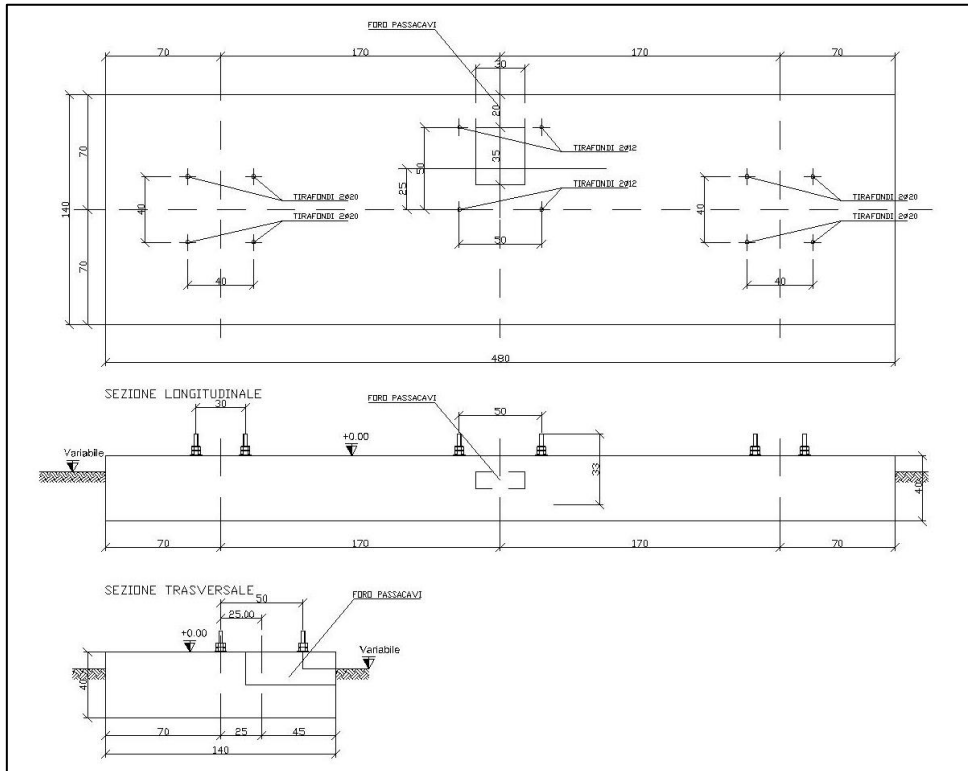 FORO PASSACAVI
70
170
170
70
30
20
35
50
25
TIRAFONDI 2Ø12
TIRAFONDI 2Ø12
70
140
70
40
TIRAFONDI 2Ø20
TIRAFONDI 2Ø20
40
TIRAFONDI 2Ø20
TIRAFONDI 2Ø20
50
40
40
480
SEZIONE LONGITUDINALE
FORO PASSACAVI
30
50
+0.00
Variabile
33
40
70
170
170
70
SEZIONE TRASVERSALE
FORO PASSACAVI
50
25.00
+0.00
Variabile
40
70
25
45
140